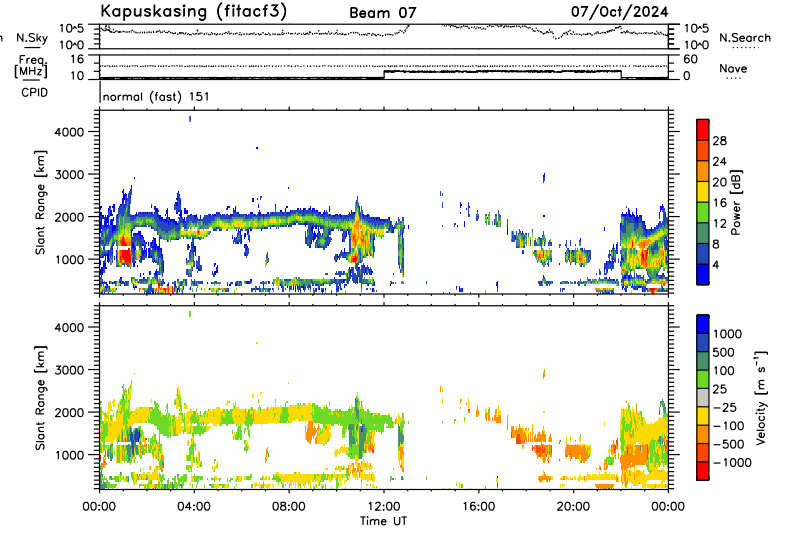 Kapuskasing (fitacf3) Beam 07 07/Oct/2024
n N.Sky 10^5 10^5 N.Search
10^0 10^0
Freq. 16 60 Nave
[MHz] 10 0
CPID normal (fast) 151
4000
3000
2000
1000
Slant Range [km]
28
24
20
16
12
8
4
Power [dB]
4000
3000
2000
1000
Slant Range [km]
1000
500
100
25
-25
-100
-500
-1000
Velocity [m s⁻¹]
00:00 04:00 08:00 12:00 16:00 20:00 00:00
Time UT